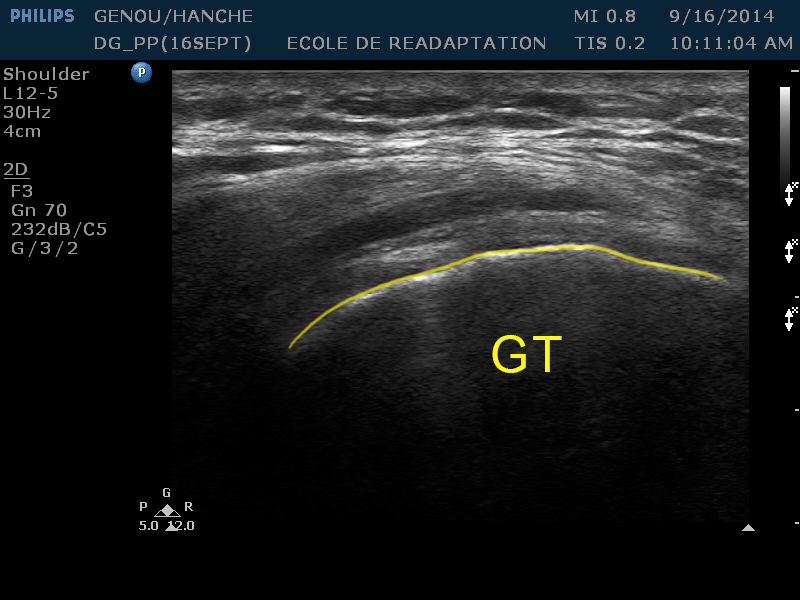 PHILIPS GENOU/HANCHE MI 0.8 9/16/2014
DG_PP(16SEPT) ECOLE DE READAPTATION TIS 0.2 10:11:04 AM
Shoulder
P
L12-5
30Hz
4cm
2D
F3
Gn 70
232dB/C5
G/3/2
GT
G
P R
5.0 12.0